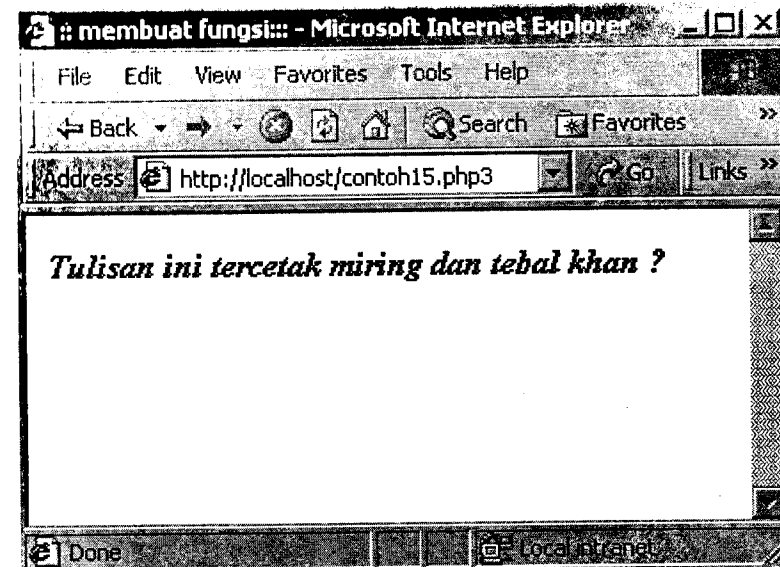 :: membuat fungsi::: - Microsoft Internet Explorer
File Edit View Favorites Tools Help
Back Search Favorites »
Address http://localhost/contoh15.php3 Go Links »
Tulisan ini tercetak miring dan tebal khan ?
Done Local intranet